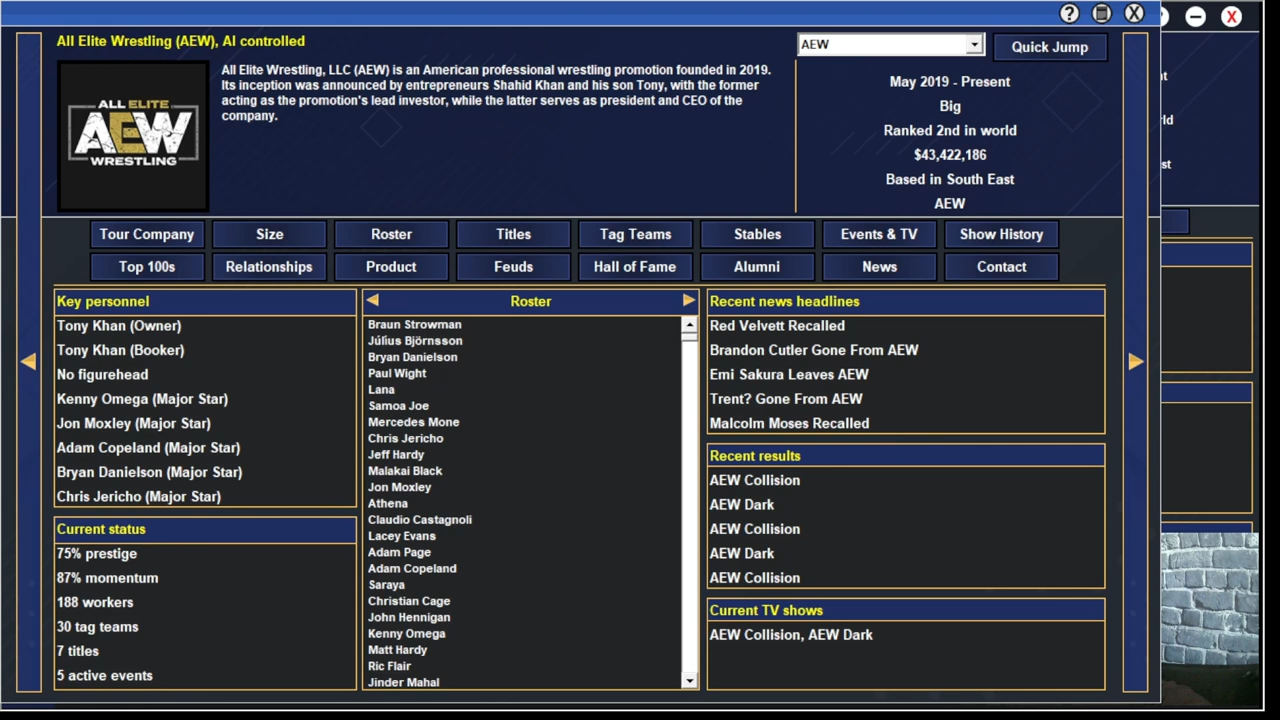 All Elite Wrestling (AEW), AI controlled
AEW
Quick Jump
ALL ELITE
AEW
WRESTLING
All Elite Wrestling, LLC (AEW) is an American professional wrestling promotion founded in 2019.
Its inception was announced by entrepreneurs Shahid Khan and his son Tony, with the former
acting as the promotion's lead investor, while the latter serves as president and CEO of the
company.
May 2019 - Present
Big
Ranked 2nd in world
$43,422,186
Based in South East
AEW
Tour Company
Size
Roster
Titles
Tag Teams
Stables
Events & TV
Show History
Top 100s
Relationships
Product
Feuds
Hall of Fame
Alumni
News
Contact
Key personnel
Tony Khan (Owner)
Tony Khan (Booker)
No figurehead
Kenny Omega (Major Star)
Jon Moxley (Major Star)
Adam Copeland (Major Star)
Bryan Danielson (Major Star)
Chris Jericho (Major Star)
Current status
75% prestige
87% momentum
188 workers
30 tag teams
7 titles
5 active events
Roster
Braun Strowman
Júlíus Björnsson
Bryan Danielson
Paul Wight
Lana
Samoa Joe
Mercedes Mone
Chris Jericho
Jeff Hardy
Malakai Black
Jon Moxley
Athena
Claudio Castagnoli
Lacey Evans
Adam Page
Adam Copeland
Saraya
Christian Cage
John Hennigan
Kenny Omega
Matt Hardy
Ric Flair
Jinder Mahal
Recent news headlines
Red Velvett Recalled
Brandon Cutler Gone From AEW
Emi Sakura Leaves AEW
Trent? Gone From AEW
Malcolm Moses Recalled
Recent results
AEW Collision
AEW Dark
AEW Collision
AEW Dark
AEW Collision
Current TV shows
AEW Collision, AEW Dark